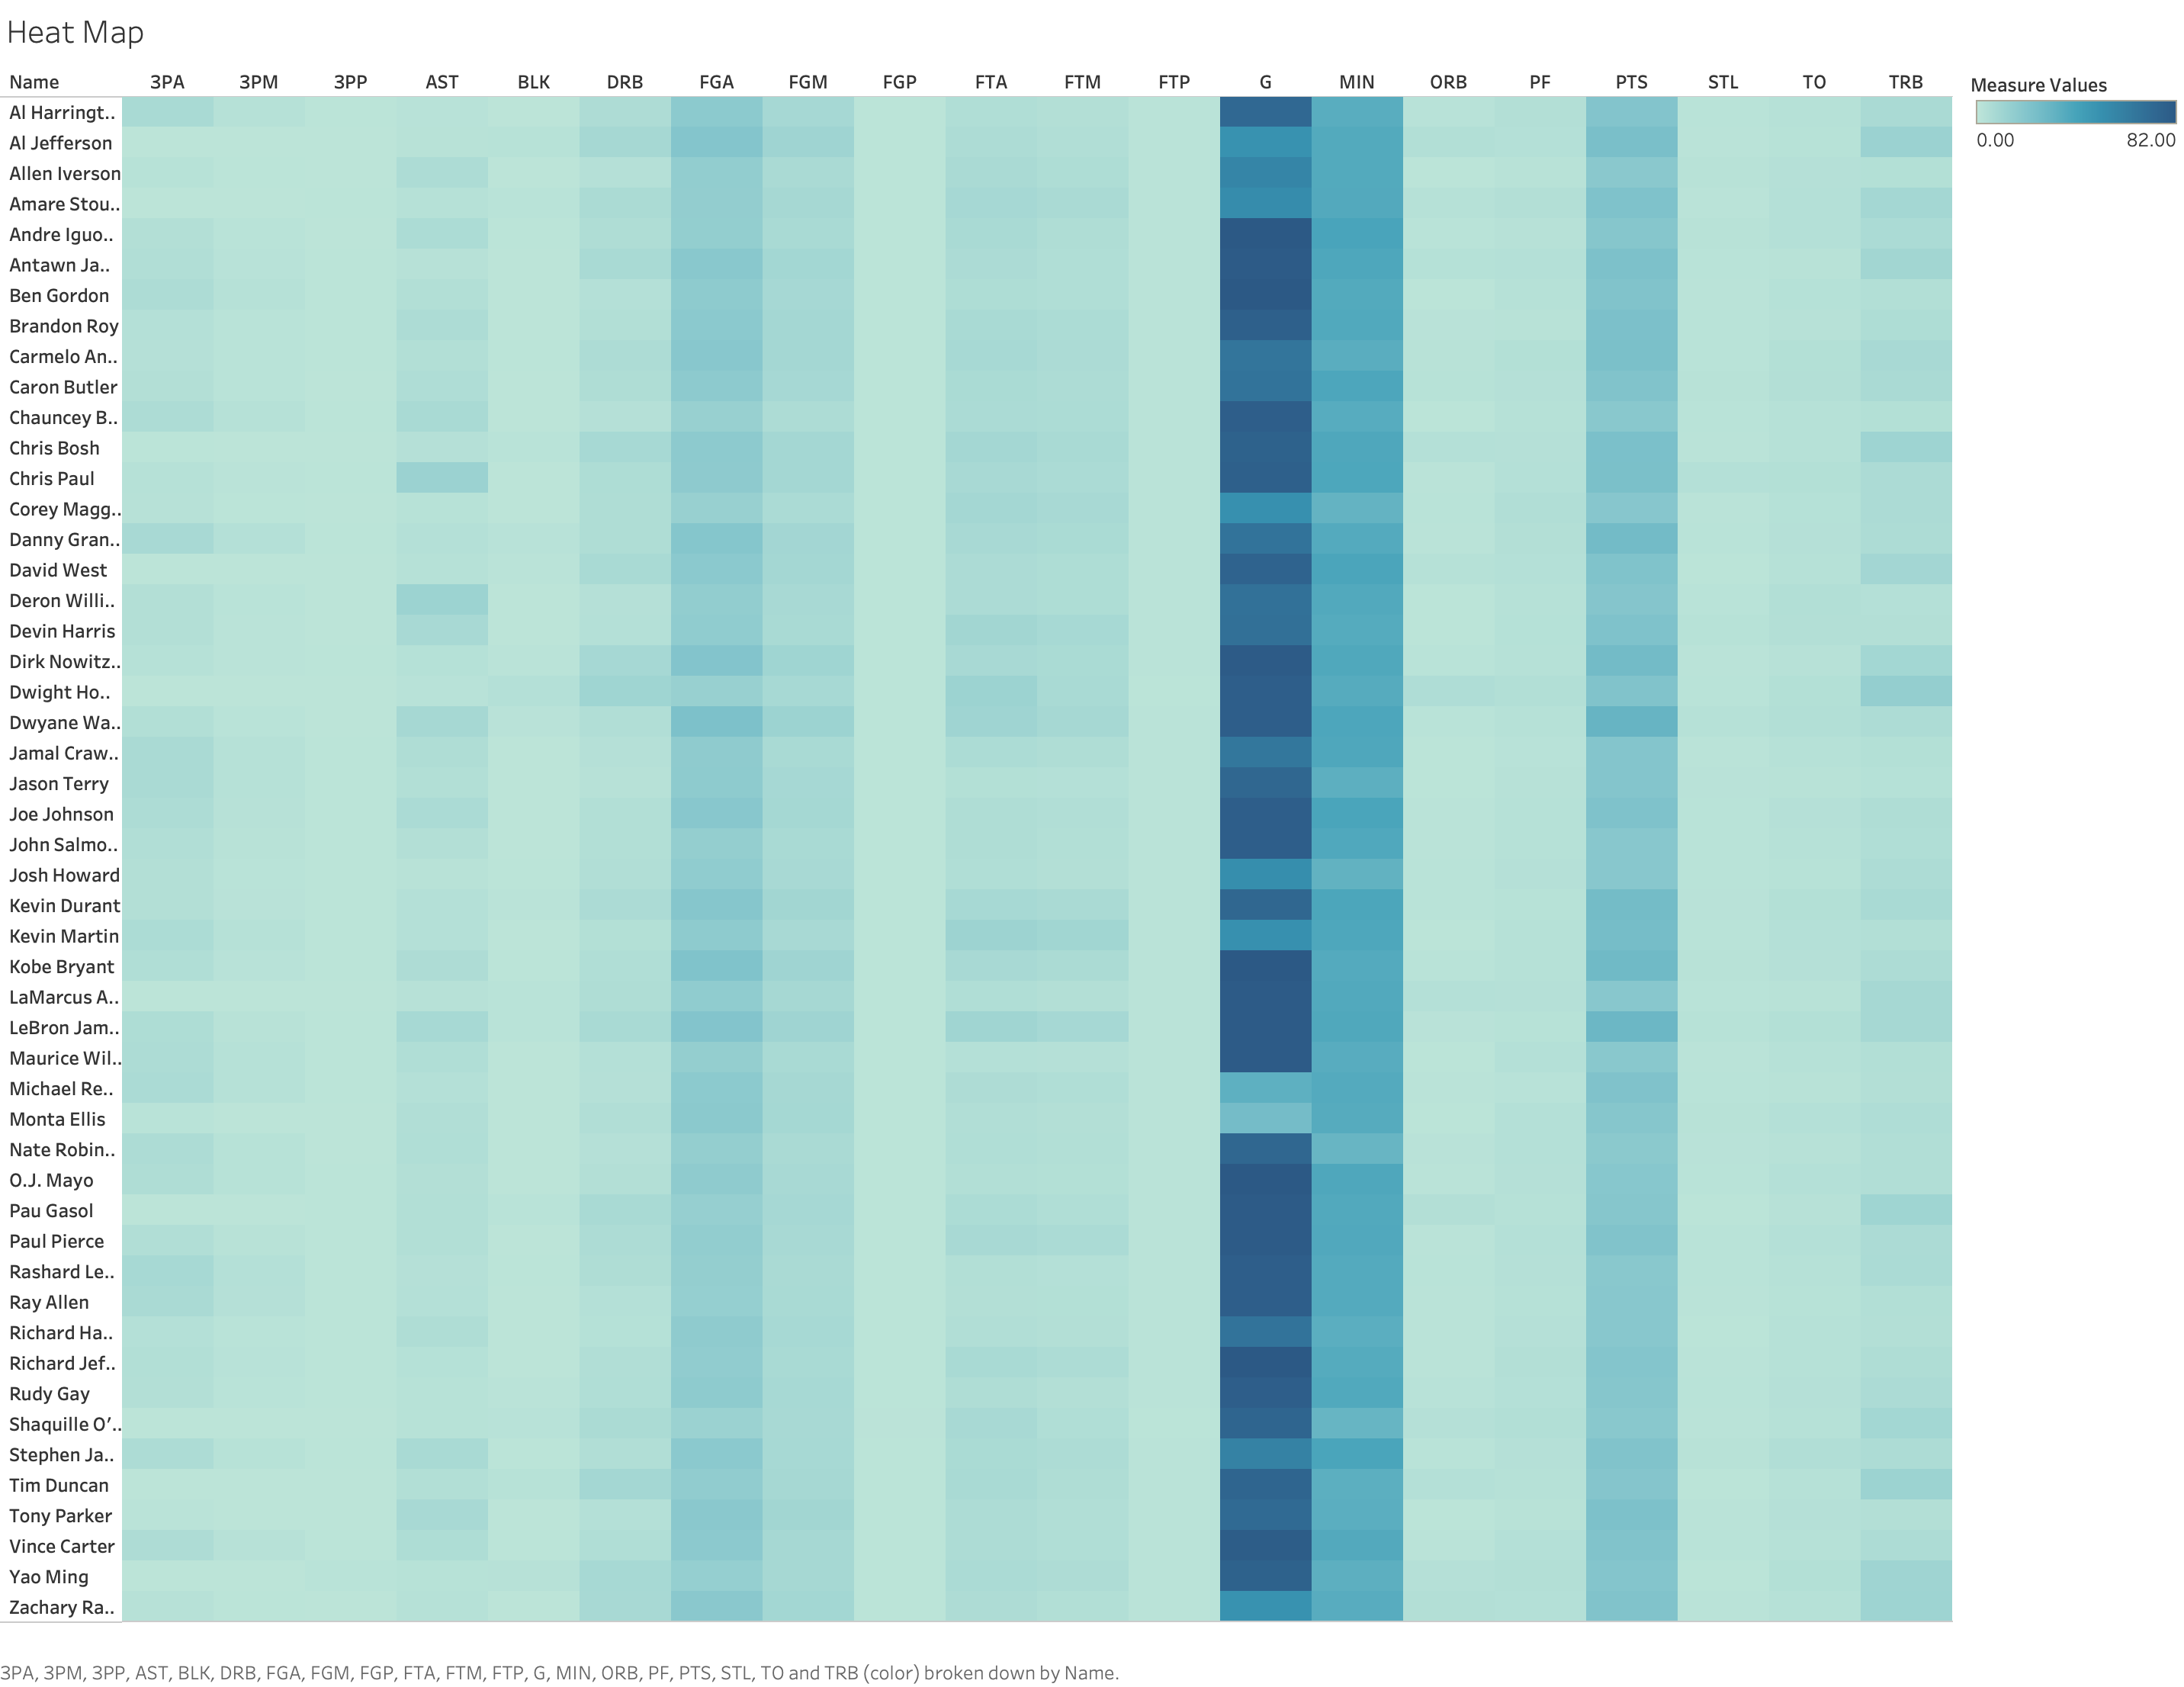 Heat Map
Name 3PA 3PM 3PP AST BLK DRB FGA FGM FGP FTA FTM FTP G MIN ORB PF PTS STL TO TRB
Measure Values
0.00 82.00
Al Harringt..
Al Jefferson
Allen Iverson
Amare Stou..
Andre Iguo..
Antawn Ja..
Ben Gordon
Brandon Roy
Carmelo An..
Caron Butler
Chauncey B..
Chris Bosh
Chris Paul
Corey Magg..
Danny Gran..
David West
Deron Willi..
Devin Harris
Dirk Nowitz..
Dwight Ho..
Dwyane Wa..
Jamal Craw..
Jason Terry
Joe Johnson
John Salmo..
Josh Howard
Kevin Durant
Kevin Martin
Kobe Bryant
LaMarcus A..
LeBron Jam..
Maurice Wil..
Michael Re..
Monta Ellis
Nate Robin..
O.J. Mayo
Pau Gasol
Paul Pierce
Rashard Le..
Ray Allen
Richard Ha..
Richard Jef..
Rudy Gay
Shaquille O'..
Stephen Ja..
Tim Duncan
Tony Parker
Vince Carter
Yao Ming
Zachary Ra..
3PA, 3PM, 3PP, AST, BLK, DRB, FGA, FGM, FGP, FTA, FTM, FTP, G, MIN, ORB, PF, PTS, STL, TO and TRB (color) broken down by Name.